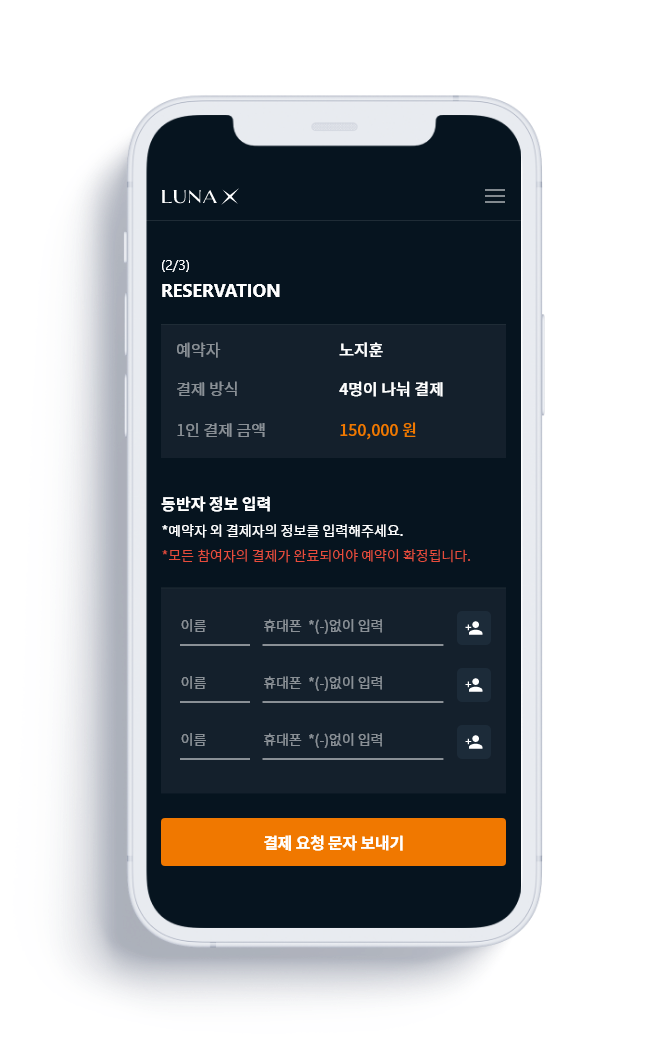 LUNA X
(2/3)
RESERVATION
예약자 노지훈
결제 방식 4명이 나눠 결제
1인 결제 금액 150,000 원
동반자 정보 입력
*예약자 외 결제자의 정보를 입력해주세요.
*모든 참여자의 결제가 완료되어야 예약이 확정됩니다.
이름 휴대폰 *(-)없이 입력
이름 휴대폰 *(-)없이 입력
이름 휴대폰 *(-)없이 입력
결제 요청 문자 보내기